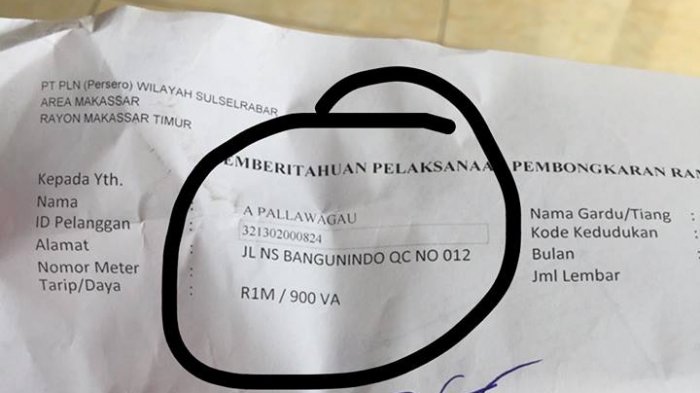 PT PLN (Persero) WILAYAH SULSELRABAR
AREA MAKASSAR
RAYON MAKASSAR TIMUR
PEMBERITAHUAN PELAKSANAA PEMBONGKARAN RAN
Kepada Yth.
Nama : A PALLAWAGAU Nama Gardu/Tiang :
ID Pelanggan : 321302000824 Kode Kedudukan :
Alamat : JL NS BANGUNINDO QC NO 012 Bulan :
Nomor Meter : Jml Lembar
Tarip/Daya : R1M / 900 VA